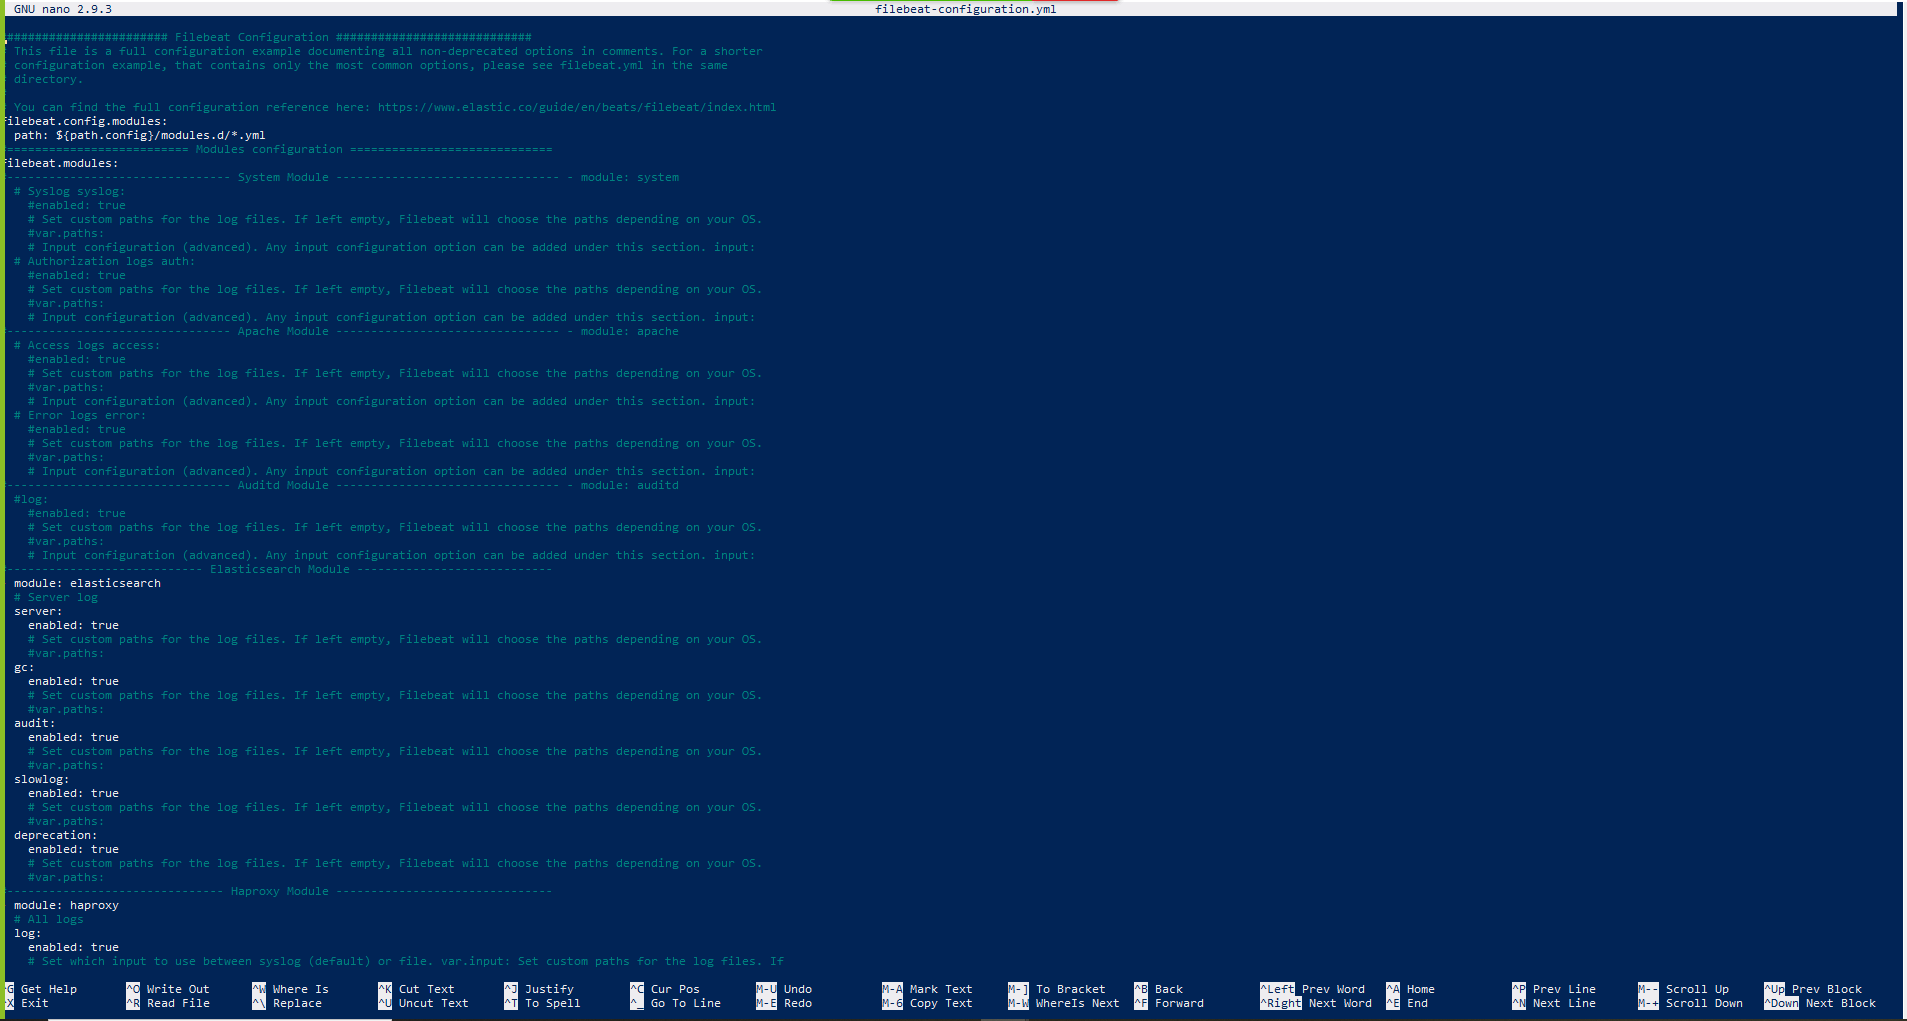 GNU nano 2.9.3 filebeat-configuration.yml
####################### Filebeat Configuration ############################
This file is a full configuration example documenting all non-deprecated options in comments. For a shorter
configuration example, that contains only the most common options, please see filebeat.yml in the same
directory.
You can find the full configuration reference here: https://www.elastic.co/guide/en/beats/filebeat/index.html
filebeat.config.modules:
path: ${path.config}/modules.d/*.yml
========================== Modules configuration =============================
filebeat.modules:
-------------------------------- System Module -------------------------------- - module: system
# Syslog syslog:
#enabled: true
# Set custom paths for the log files. If left empty, Filebeat will choose the paths depending on your OS.
#var.paths:
# Input configuration (advanced). Any input configuration option can be added under this section. input:
# Authorization logs auth:
#enabled: true
# Set custom paths for the log files. If left empty, Filebeat will choose the paths depending on your OS.
#var.paths:
# Input configuration (advanced). Any input configuration option can be added under this section. input:
-------------------------------- Apache Module -------------------------------- - module: apache
# Access logs access:
#enabled: true
# Set custom paths for the log files. If left empty, Filebeat will choose the paths depending on your OS.
#var.paths:
# Input configuration (advanced). Any input configuration option can be added under this section. input:
# Error logs error:
#enabled: true
# Set custom paths for the log files. If left empty, Filebeat will choose the paths depending on your OS.
#var.paths:
# Input configuration (advanced). Any input configuration option can be added under this section. input:
-------------------------------- Auditd Module -------------------------------- - module: auditd
#log:
#enabled: true
# Set custom paths for the log files. If left empty, Filebeat will choose the paths depending on your OS.
#var.paths:
# Input configuration (advanced). Any input configuration option can be added under this section. input:
---------------------------- Elasticsearch Module ----------------------------
module: elasticsearch
# Server log
server:
enabled: true
# Set custom paths for the log files. If left empty, Filebeat will choose the paths depending on your OS.
#var.paths:
gc:
enabled: true
# Set custom paths for the log files. If left empty, Filebeat will choose the paths depending on your OS.
#var.paths:
audit:
enabled: true
# Set custom paths for the log files. If left empty, Filebeat will choose the paths depending on your OS.
#var.paths:
slowlog:
enabled: true
# Set custom paths for the log files. If left empty, Filebeat will choose the paths depending on your OS.
#var.paths:
deprecation:
enabled: true
# Set custom paths for the log files. If left empty, Filebeat will choose the paths depending on your OS.
#var.paths:
------------------------------- Haproxy Module -------------------------------
module: haproxy
# All logs
log:
enabled: true
# Set which input to use between syslog (default) or file. var.input: Set custom paths for the log files. If
^G Get Help ^O Write Out ^W Where Is ^K Cut Text ^J Justify ^C Cur Pos M-U Undo M-A Mark Text M-] To Bracket ^B Back ^Left Prev Word ^A Home ^P Prev Line M-- Scroll Up ^Up Prev Block
^X Exit ^R Read File ^\ Replace ^U Uncut Text ^T To Spell ^_ Go To Line M-E Redo M-6 Copy Text M-W WhereIs Next ^F Forward ^Right Next Word ^E End ^N Next Line M-+ Scroll Down ^Down Next Block